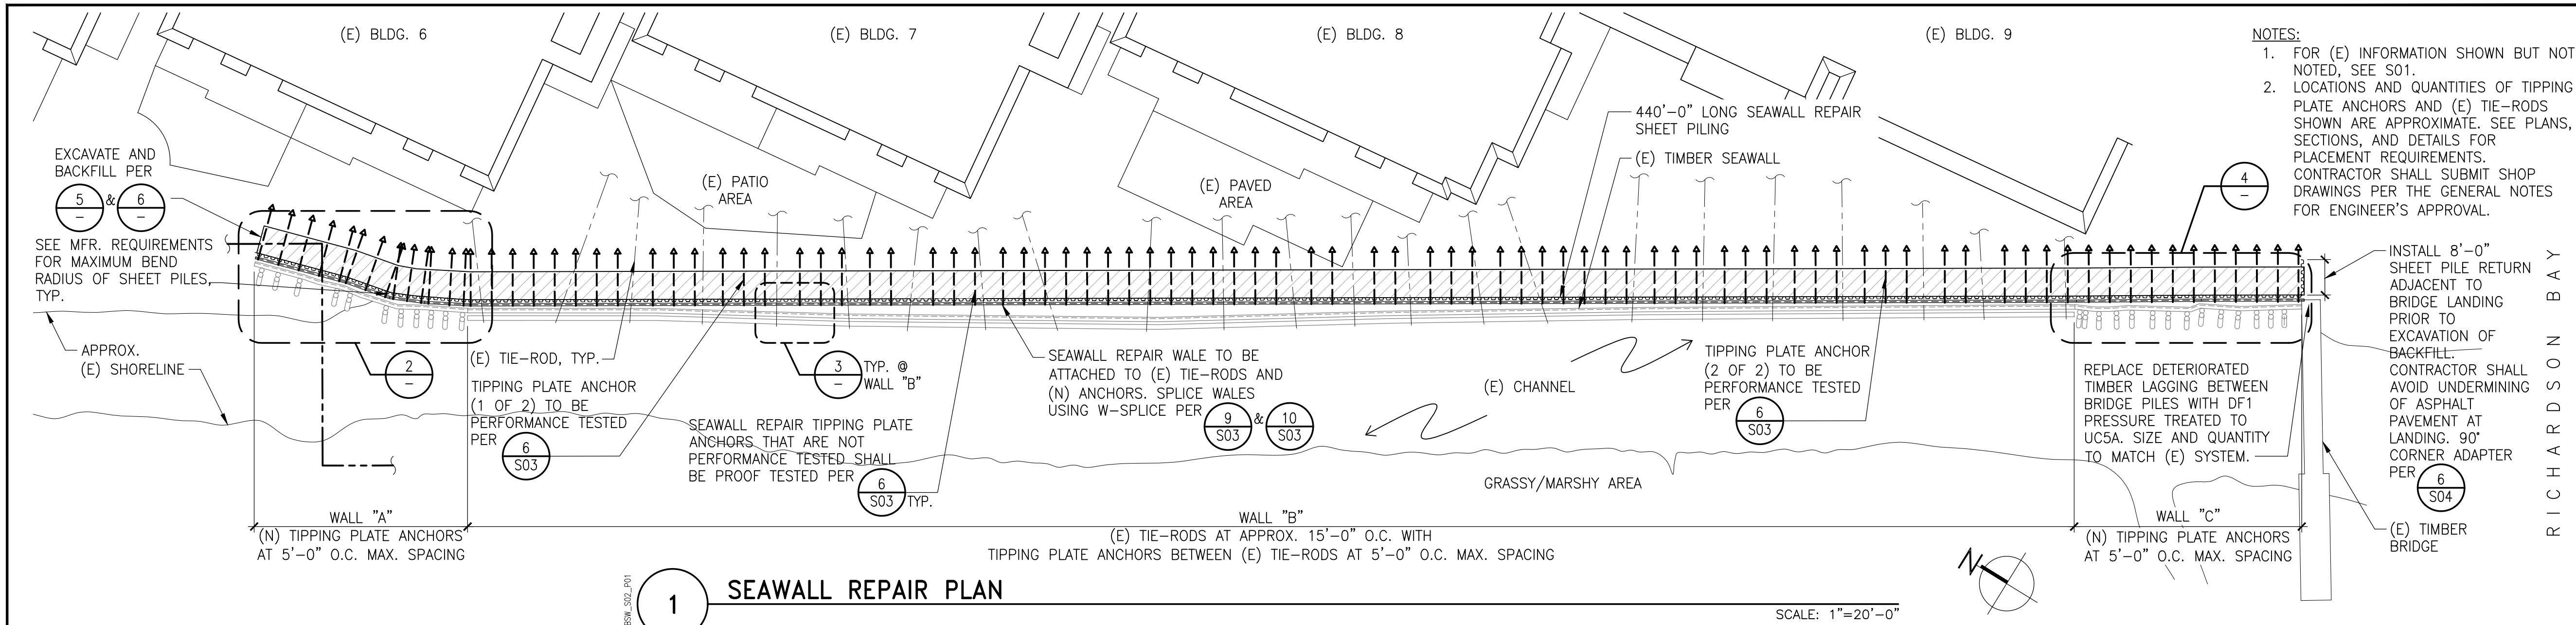 (E) BLDG. 6
(E) BLDG. 7
(E) BLDG. 8
(E) BLDG. 9
NOTES:
1. FOR (E) INFORMATION SHOWN BUT NOT
NOTED, SEE S01.
2. LOCATIONS AND QUANTITIES OF TIPPING
PLATE ANCHORS AND (E) TIE-RODS
SHOWN ARE APPROXIMATE. SEE PLANS,
SECTIONS, AND DETAILS FOR
PLACEMENT REQUIREMENTS.
CONTRACTOR SHALL SUBMIT SHOP
DRAWINGS PER THE GENERAL NOTES
FOR ENGINEER'S APPROVAL.
440'-0" LONG SEAWALL REPAIR
SHEET PILING
(E) TIMBER SEAWALL
EXCAVATE AND
BACKFILL PER
5 & 6
- -
SEE MFR. REQUIREMENTS
FOR MAXIMUM BEND
RADIUS OF SHEET PILES,
TYP.
(E) PATIO
AREA
(E) PAVED
AREA
4
-
INSTALL 8'-0"
SHEET PILE RETURN
ADJACENT TO
BRIDGE LANDING
PRIOR TO
EXCAVATION OF
BACKFILL.
CONTRACTOR SHALL
AVOID UNDERMINING
OF ASPHALT
PAVEMENT AT
LANDING. 90°
CORNER ADAPTER
PER 6
S04
RICHARDSON BAY
APPROX.
(E) SHORELINE
2
-
(E) TIE-ROD, TYP.
TIPPING PLATE ANCHOR
(1 OF 2) TO BE
PERFORMANCE TESTED
PER 6
S03
3 TYP. @
- WALL "B"
SEAWALL REPAIR TIPPING PLATE
ANCHORS THAT ARE NOT
PERFORMANCE TESTED SHALL
BE PROOF TESTED PER
6
S03 TYP.
SEAWALL REPAIR WALE TO BE
ATTACHED TO (E) TIE-RODS AND
(N) ANCHORS. SPLICE WALES
USING W-SPLICE PER 9 & 10
S03 S03
(E) CHANNEL
TIPPING PLATE ANCHOR
(2 OF 2) TO BE
PERFORMANCE TESTED
PER 6
S03
GRASSY/MARSHY AREA
REPLACE DETERIORATED
TIMBER LAGGING BETWEEN
BRIDGE PILES WITH DF1
PRESSURE TREATED TO
UC5A. SIZE AND QUANTITY
TO MATCH (E) SYSTEM.
(E) TIMBER
BRIDGE
WALL "A"
(N) TIPPING PLATE ANCHORS
AT 5'-0" O.C. MAX. SPACING
WALL "B"
(E) TIE-RODS AT APPROX. 15'-0" O.C. WITH
TIPPING PLATE ANCHORS BETWEEN (E) TIE-RODS AT 5'-0" O.C. MAX. SPACING
WALL "C"
(N) TIPPING PLATE ANCHORS
AT 5'-0" O.C. MAX. SPACING
N
BSW_S02_P01
1 SEAWALL REPAIR PLAN
SCALE: 1"=20'-0"